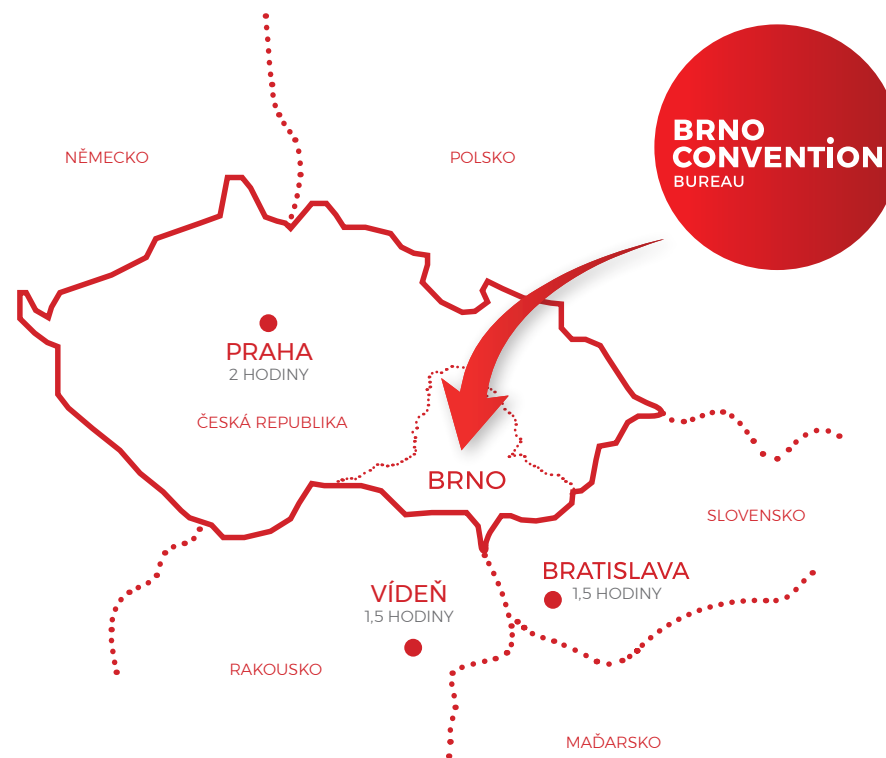 BRNO
CONVENTION
BUREAU
NĚMECKO
POLSKO
PRAHA
2 HODINY
ČESKÁ REPUBLIKA
BRNO
SLOVENSKO
BRATISLAVA
1,5 HODINY
VÍDEŇ
1,5 HODINY
RAKOUSKO
MAĎARSKO